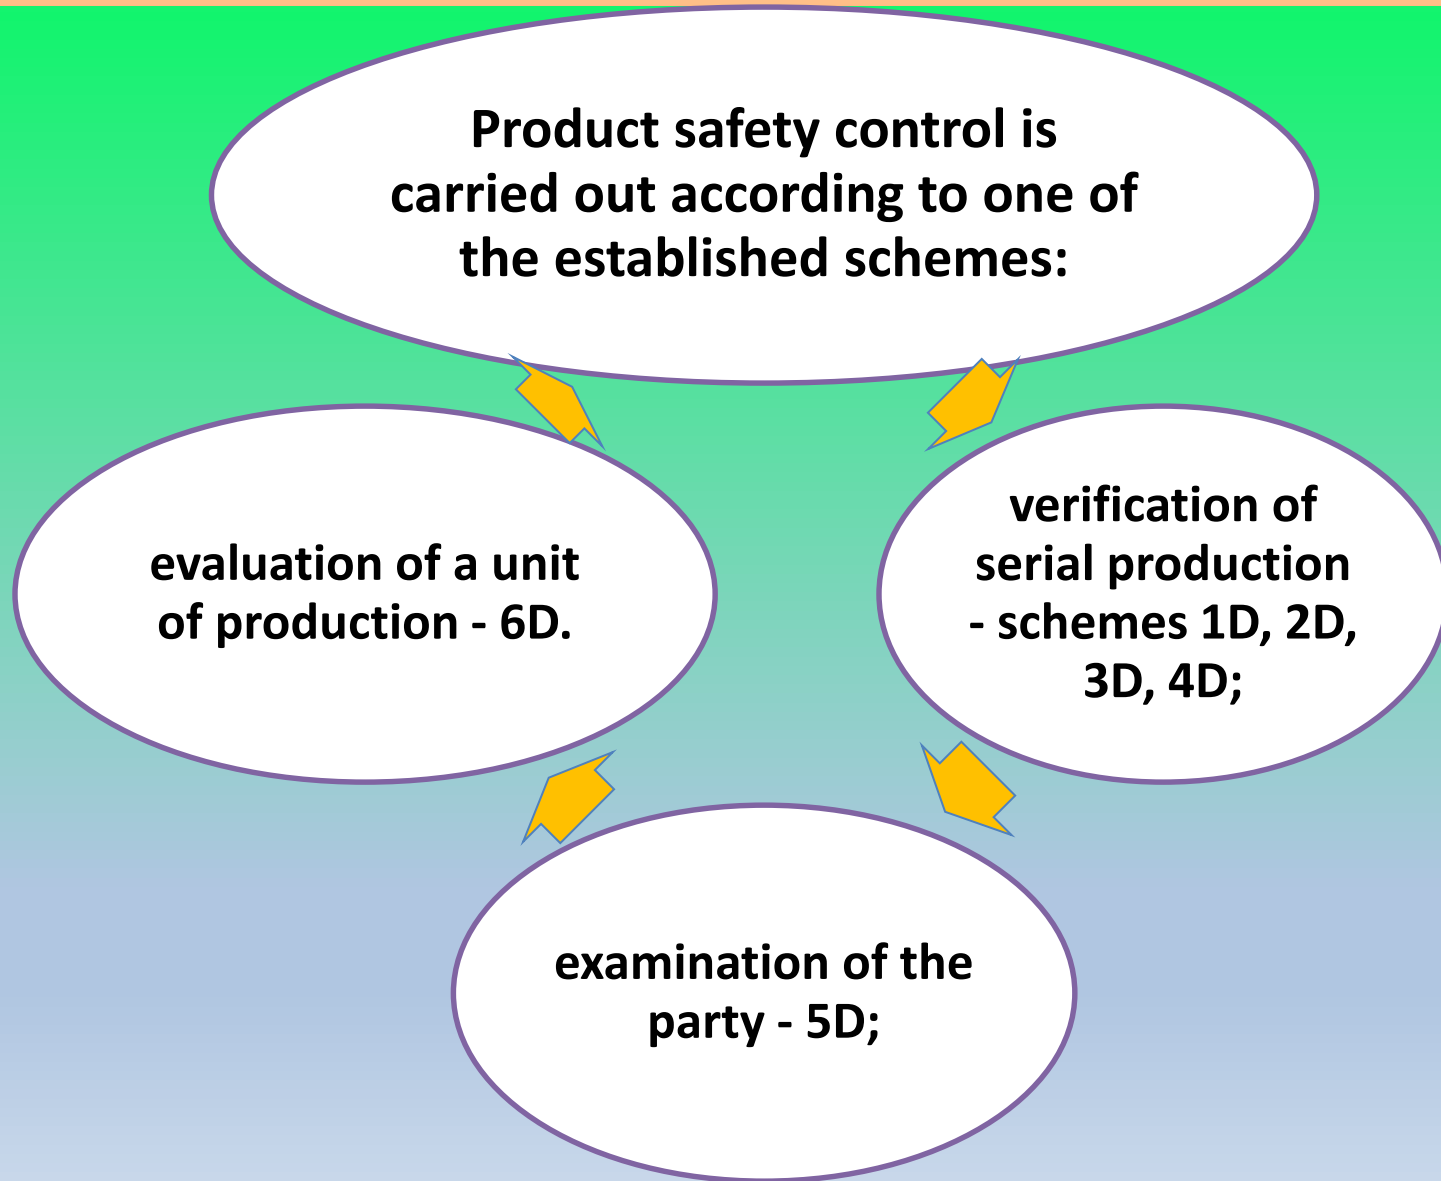 Product safety control is
carried out according to one of
the established schemes:
evaluation of a unit
of production - 6D.
verification of
serial production
- schemes 1D, 2D,
3D, 4D;
examination of the
party - 5D;